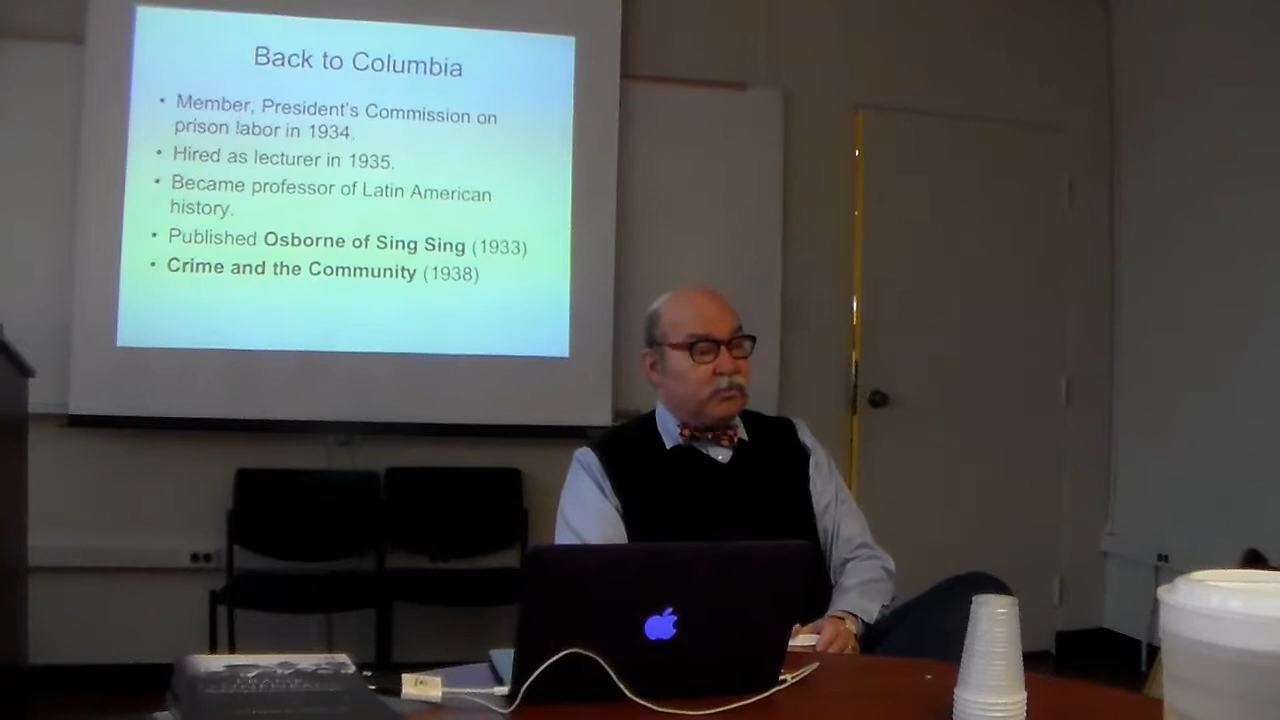 Back to Columbia
• Member, President's Commission on
prison labor in 1934.
• Hired as lecturer in 1935.
• Became professor of Latin American
history.
• Published Osborne of Sing Sing (1933)
• Crime and the Community (1938)
FRANK